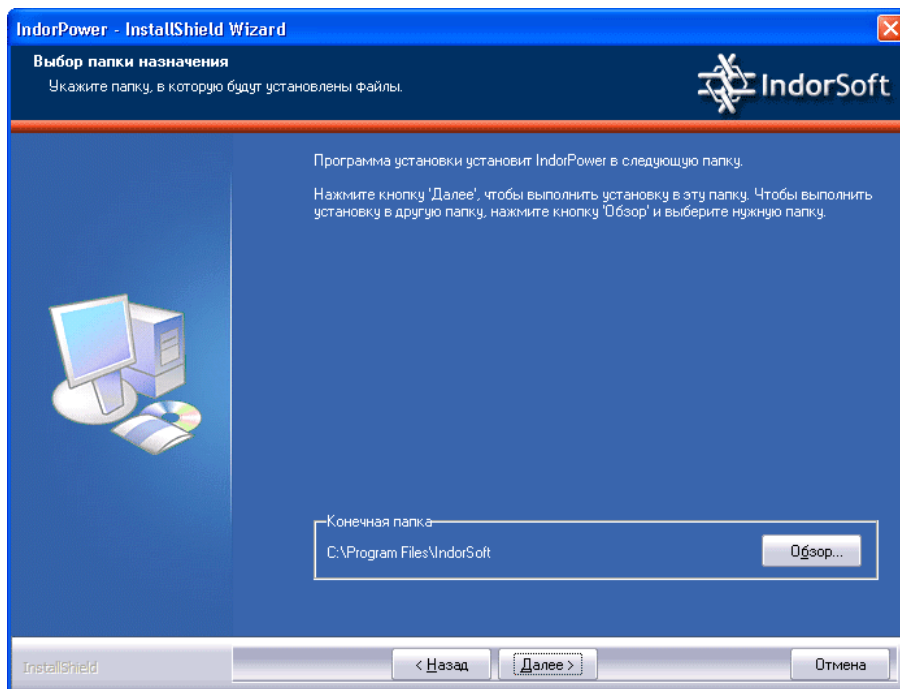 IndorPower - InstallShield Wizard
Выбор папки назначения
Укажите папку, в которую будут установлены файлы.
IndorSoft
Программа установки установит IndorPower в следующую папку.
Нажмите кнопку 'Далее', чтобы выполнить установку в эту папку. Чтобы выполнить
установку в другую папку, нажмите кнопку 'Обзор' и выберите нужную папку.
Конечная папка
C:\Program Files\IndorSoft
Обзор...
InstallShield
< Назад
Далее >
Отмена